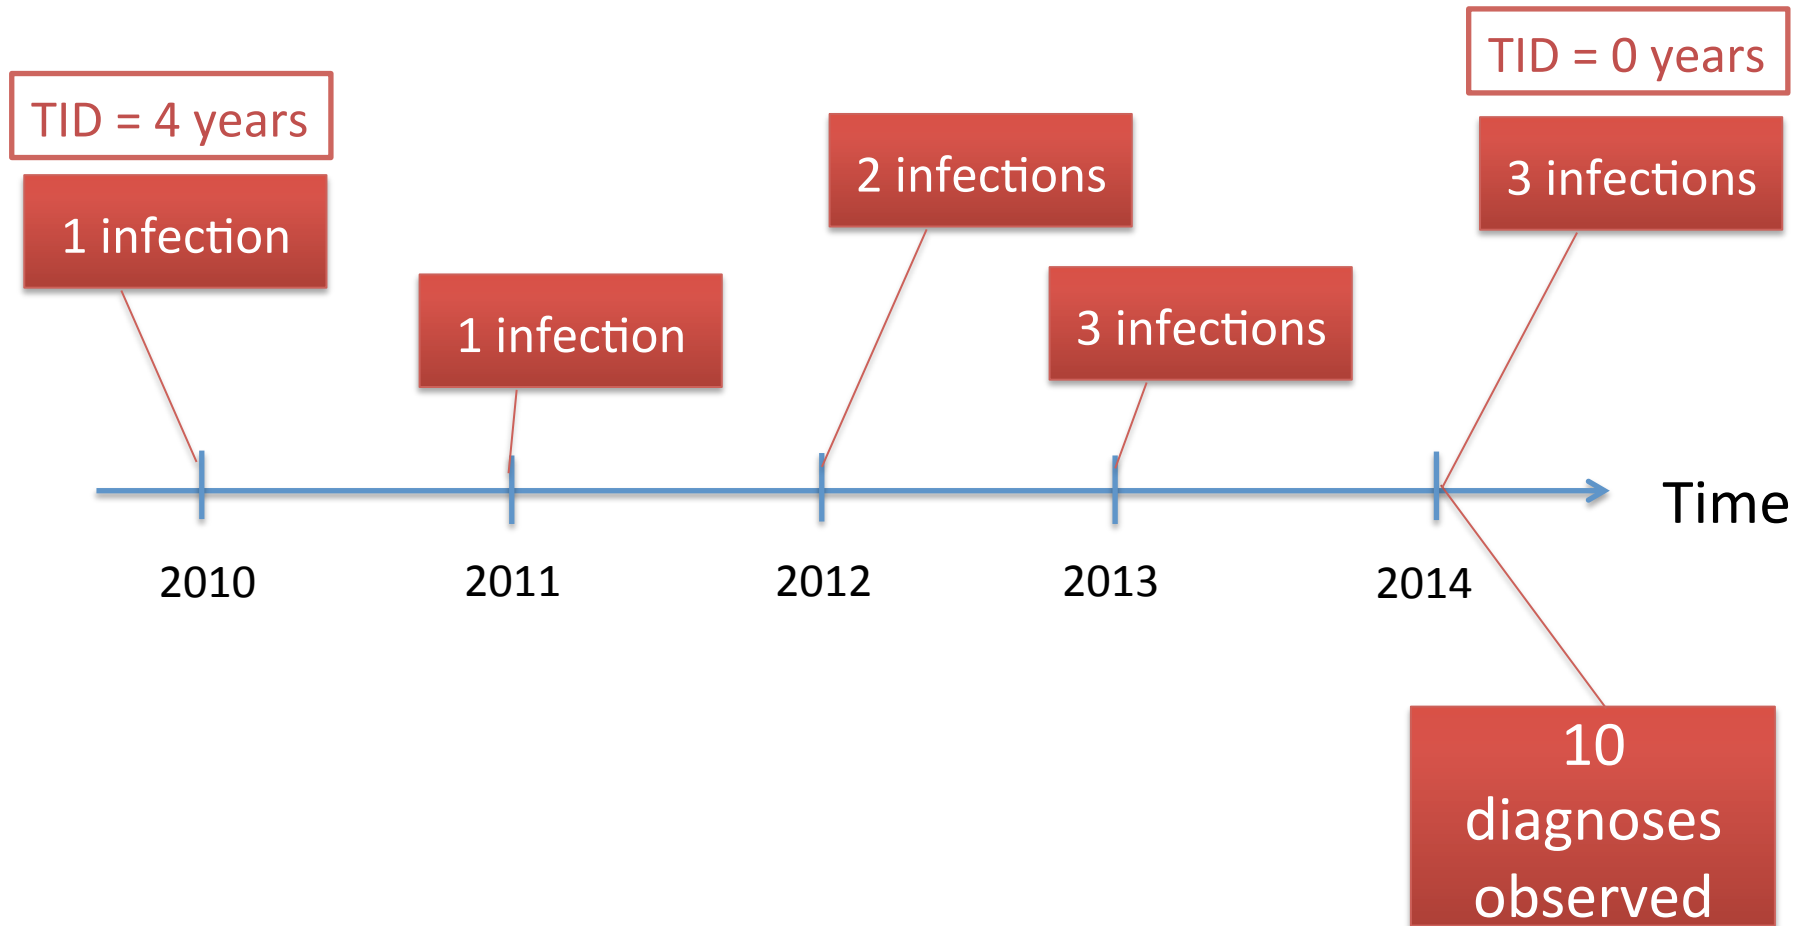 TID = 0 years
TID = 4 years
2 infections
3 infections
1 infection
3 infections
1 infection
Time
2010
2011
2012
2013
2014
10
diagnoses
observed